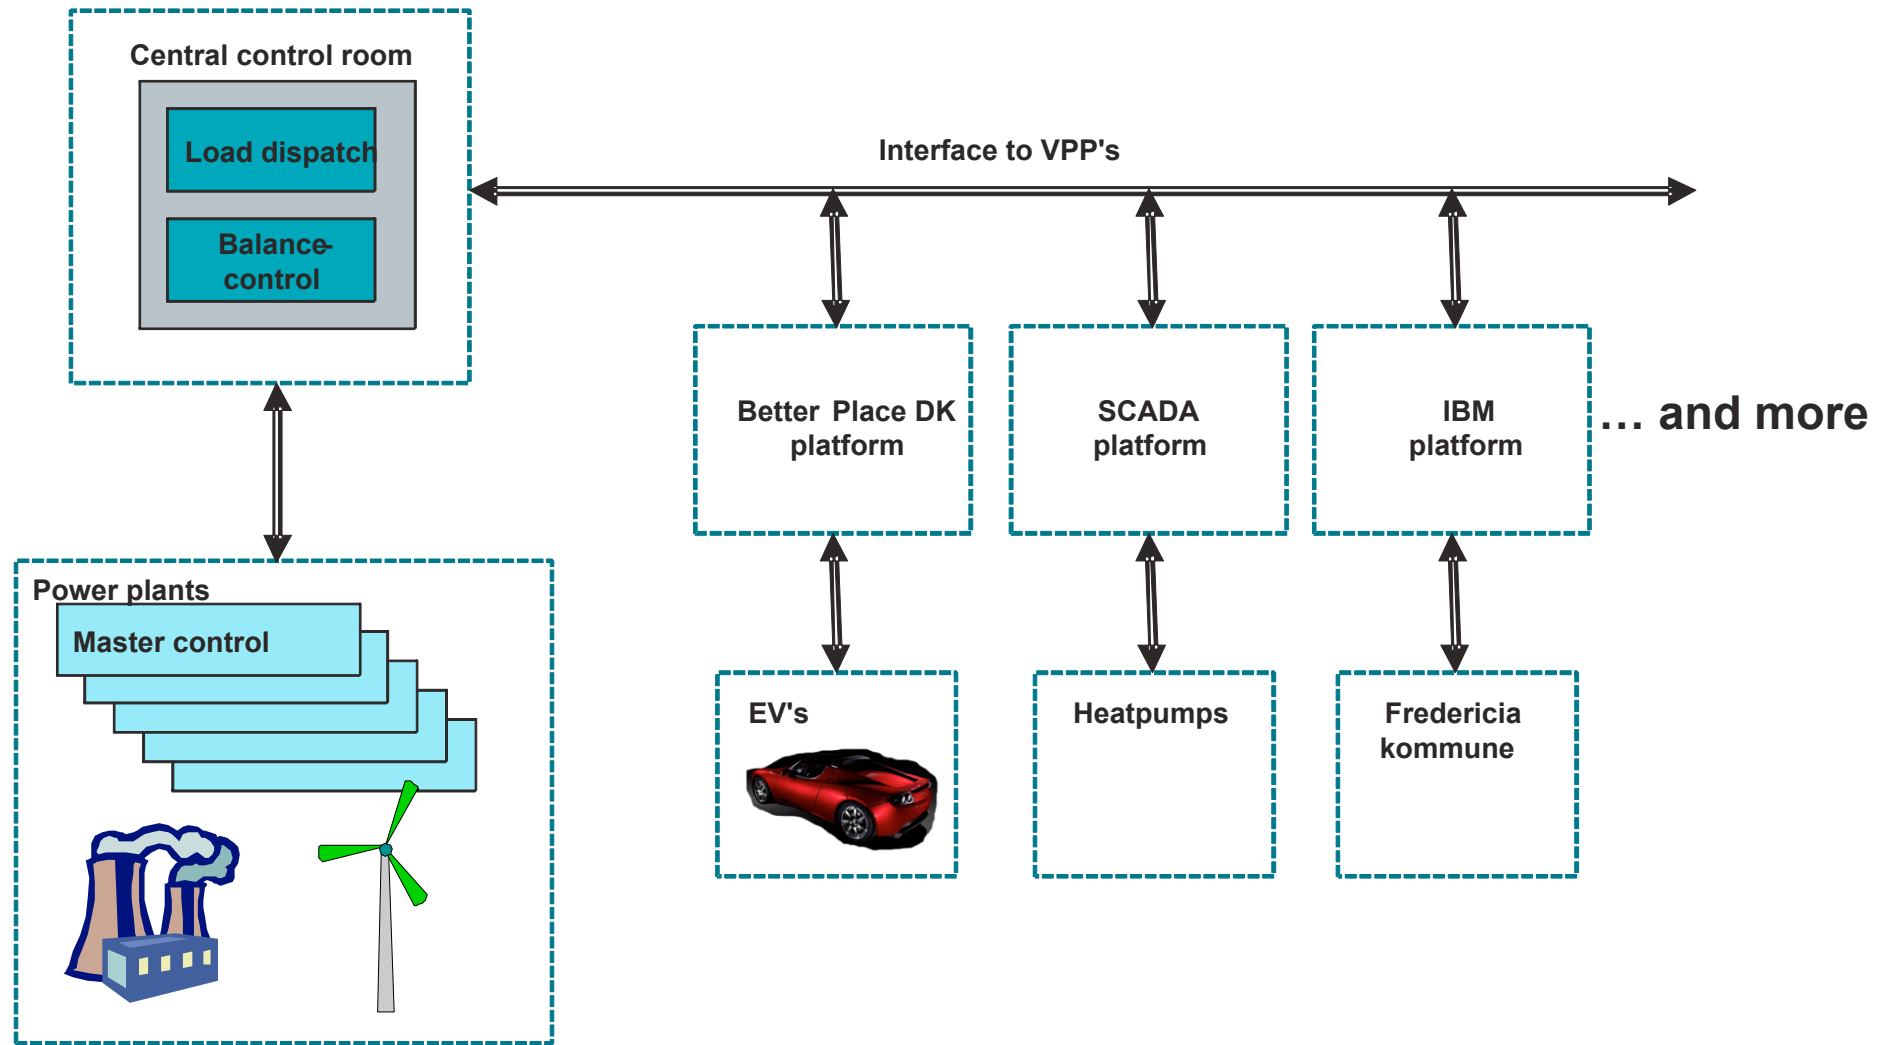 Central control room
Load dispatch
Balance-
control
Interface to VPP's
Better Place DK
platform
SCADA
platform
IBM
platform
... and more
Power plants
Master control
EV's
Heatpumps
Fredericia
kommune